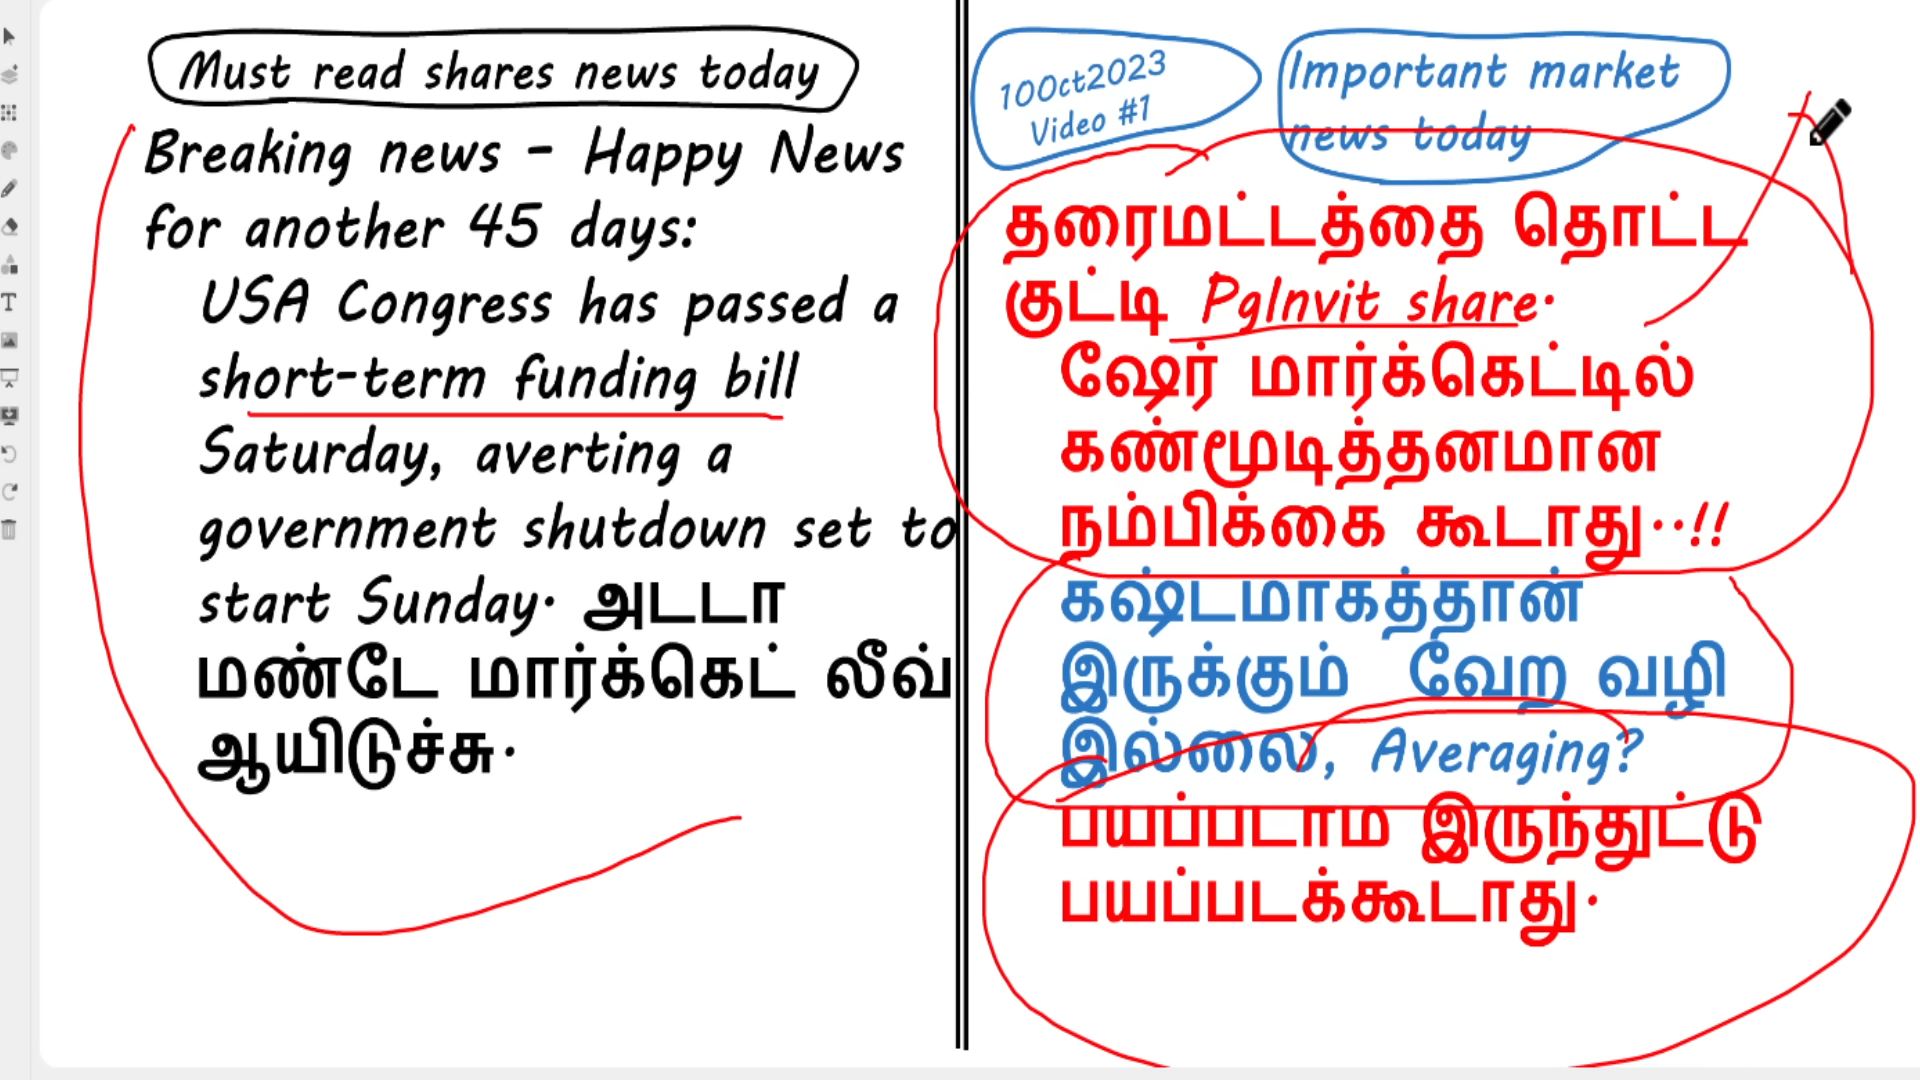 Must read shares news today
Breaking news - Happy News
for another 45 days:
USA Congress has passed a
short-term funding bill
Saturday, averting a
government shutdown set to
start Sunday. அடடா
மண்டே மார்க்கெட் லீவ்
ஆயிடுச்சு.
10Oct2023
Video #1
Important market
news today
தரைமட்டத்தை தொட்ட
குட்டி PgInvit share.
ஷேர் மார்க்கெட்டில்
கண்மூடித்தனமான
நம்பிக்கை கூடாது..!!
கஷ்டமாகத்தான்
இருக்கும் வேற வழி
இல்லை, Averaging?
பயப்படாம இருந்துட்டு
பயப்படக்கூடாது.